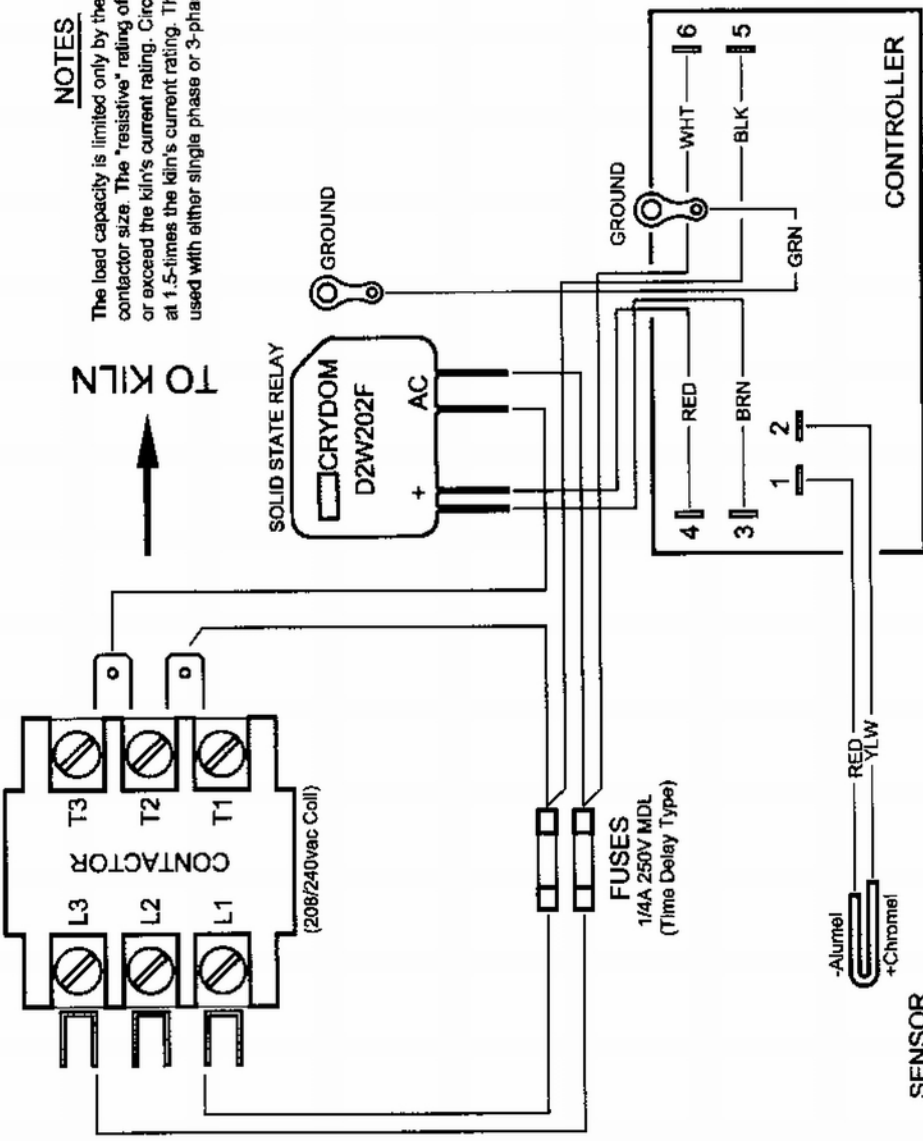 NOTES
The load capacity is limited only by the
contactor size. The "resistive" rating of
or exceed the kiln's current rating. Circ
at 1.5-times the kiln's current rating. Th
used with either single phase or 3-pha
TO KILN
SOLID STATE RELAY
CRYDOM
D2W202F
+
AC
GROUND
GROUND
CONTACTOR
L3
L2
L1
T3
T2
T1
(208/240vac Coil)
FUSES
1/4A 250V MDL
(Time Delay Type)
6
5
WHT
BLK
GRN
4
3
RED
BRN
1
2
CONTROLLER
RED
YLW
-Alumel
+Chromel
SENSOR